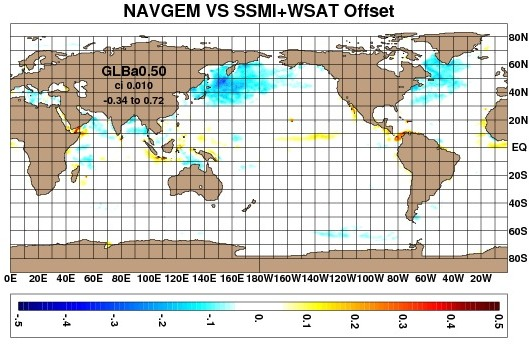 NAVGEM VS SSMI+WSAT Offset
GLBa0.50
ci 0.010
-0.34 to 0.72
80N
60N
40N
20N
EQ
20S
40S
60S
80S
0E 20E 40E 60E 80E 100E 120E 140E 160E 180W 160W 140W 120W 100W 80W 60W 40W 20W
-.5 -.4 -.3 -.2 -.1 0. 0.1 0.2 0.3 0.4 0.5